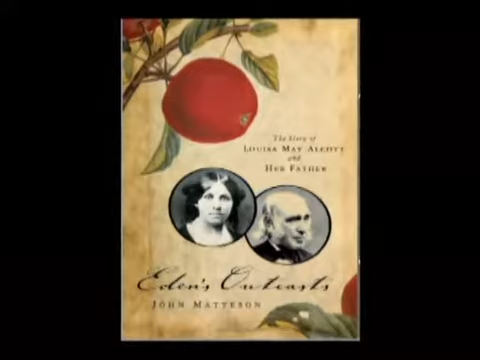 The Story of
LOUISA MAY ALCOTT
and
HER FATHER
Eden's Outcasts
JOHN MATTESON